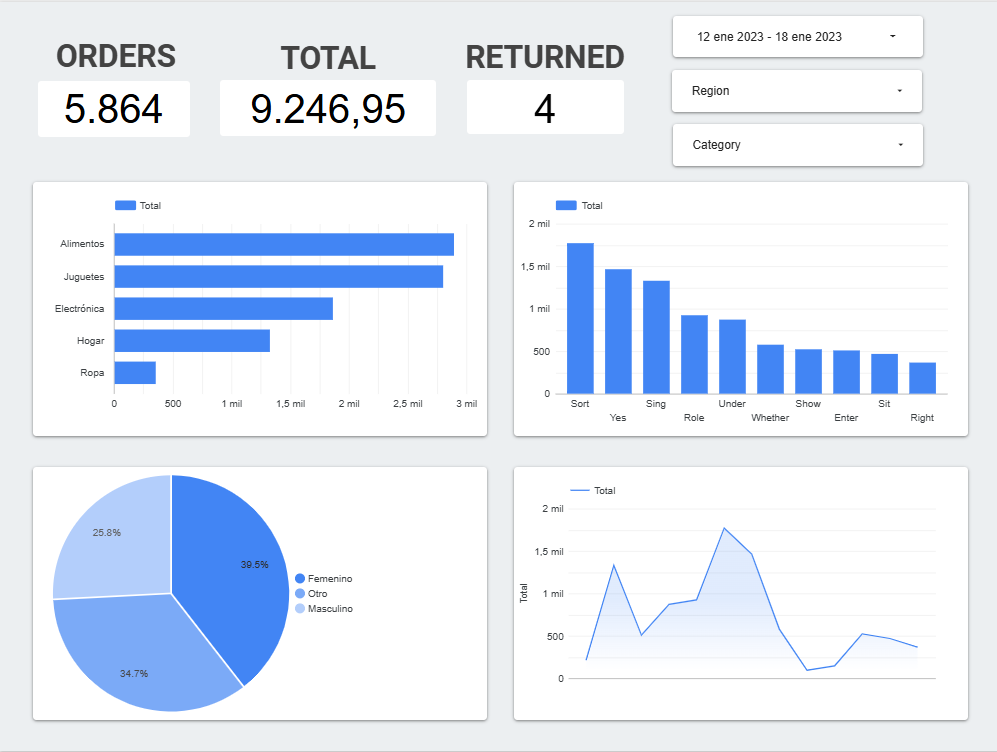 ORDERS
5.864
TOTAL
9.246,95
RETURNED
4
12 ene 2023 - 18 ene 2023
Region
Category
Total
Alimentos
Juguetes
Electrónica
Hogar
Ropa
0 500 1 mil 1,5 mil 2 mil 2,5 mil 3 mil
Total
2 mil
1,5 mil
1 mil
500
0
Sort Sing Under Show Sit
Yes Role Whether Enter Right
25.8%
39.5%
34.7%
Femenino
Otro
Masculino
Total
Total
2 mil
1,5 mil
1 mil
500
0